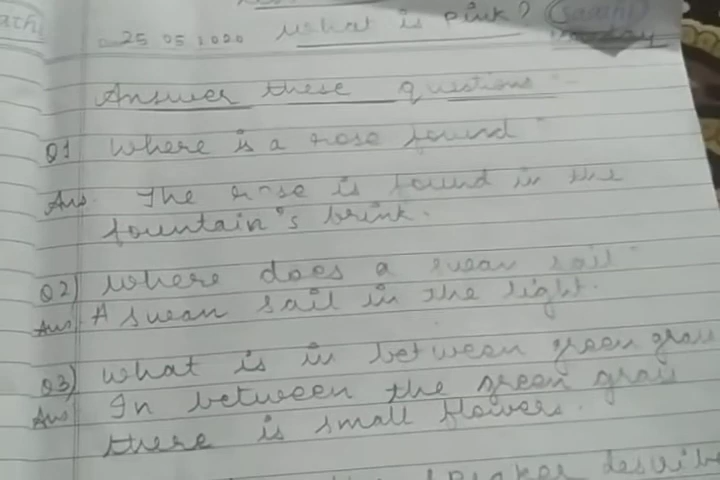 25 05 2020 What is Pink?
Answer these questions :-
Q1 Where is a rose found
Ans. The rose is found in the
fountain's brink.
Q2) Where does a swan sail
Ans A swan sail in the light.
Q3) What is in between green grass
Ans In between the green grass
there is small flowers.
speaker describe